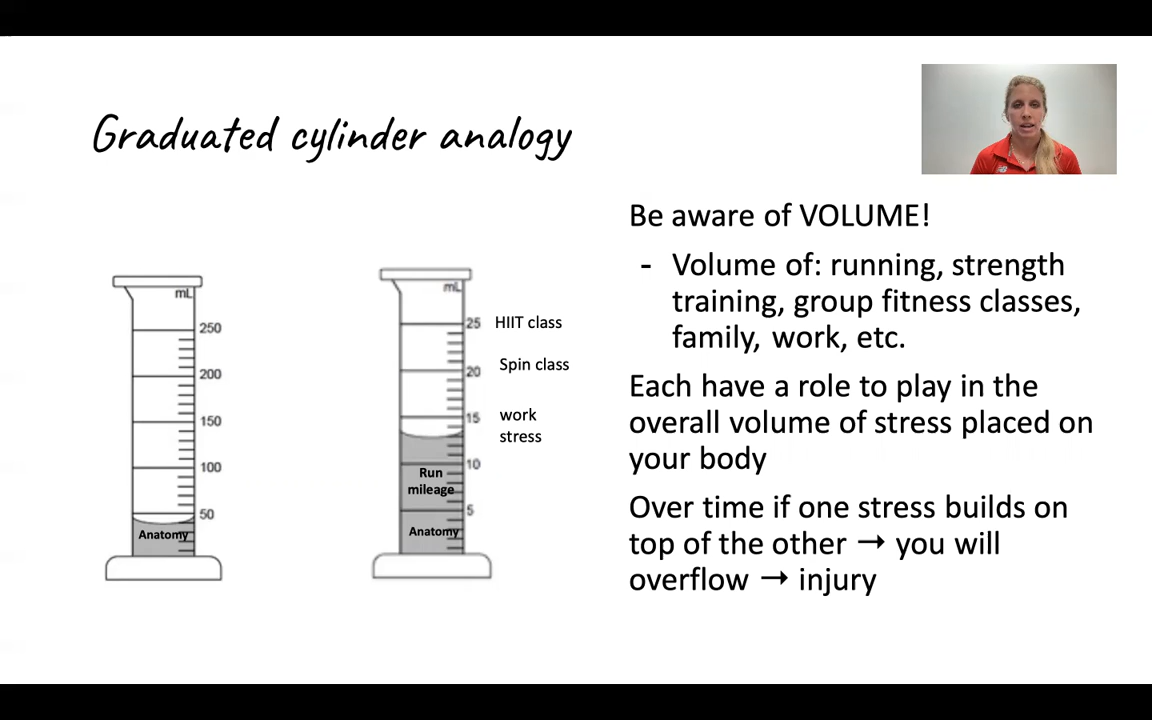 Graduated cylinder analogy
Be aware of VOLUME!
- Volume of: running, strength
training, group fitness classes,
family, work, etc.
Each have a role to play in the
overall volume of stress placed on
your body
Over time if one stress builds on
top of the other → you will
overflow → injury
mL
250
200
150
100
50
Anatomy
mL
25 HIIT class
20 Spin class
15 work
stress
10
Run
mileage
5
Anatomy